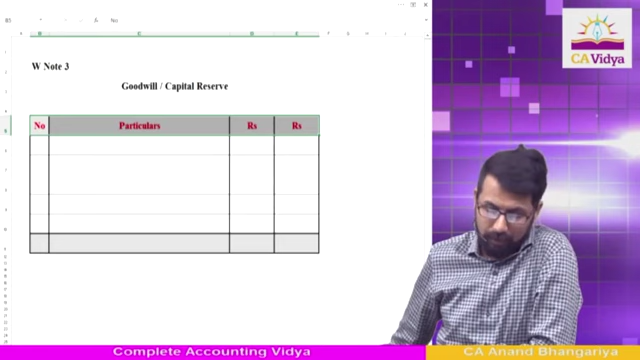 W Note 3
Goodwill / Capital Reserve
No Particulars Rs Rs
CA Vidya
Complete Accounting Vidya
CA Anand Bhangariya